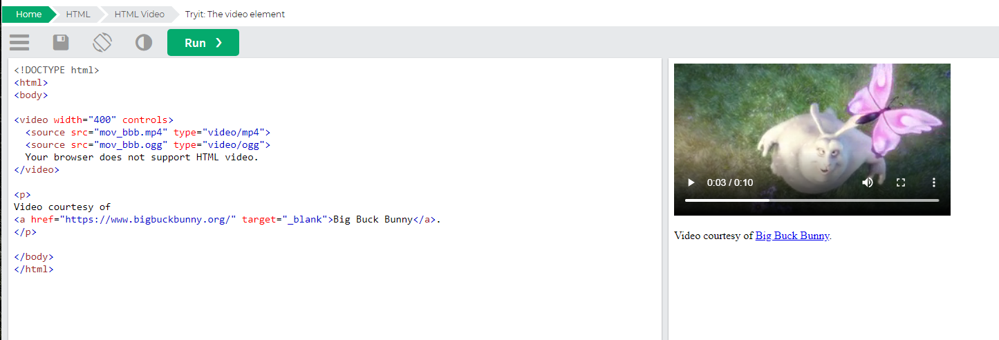 Home HTML HTML Video Tryit: The video element
Run ❯
<!DOCTYPE html>
<html>
<body>
<video width="400" controls>
<source src="mov_bbb.mp4" type="video/mp4">
<source src="mov_bbb.ogg" type="video/ogg">
Your browser does not support HTML video.
</video>
<p>
Video courtesy of
<a href="https://www.bigbuckbunny.org/" target="_blank">Big Buck Bunny</a>.
</p>
</body>
</html>
0:03 / 0:10
Video courtesy of Big Buck Bunny.